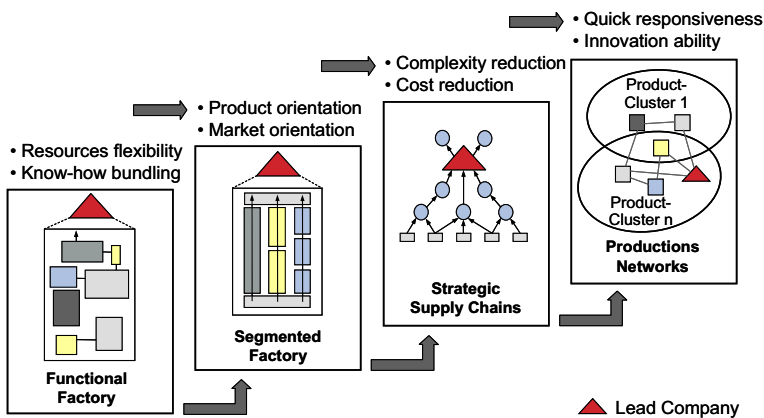 • Resources flexibility
• Know-how bundling
Functional
Factory
• Product orientation
• Market orientation
Segmented
Factory
• Complexity reduction
• Cost reduction
Strategic
Supply Chains
• Quick responsiveness
• Innovation ability
Product-
Cluster 1
Product-
Cluster n
Productions
Networks
Lead Company